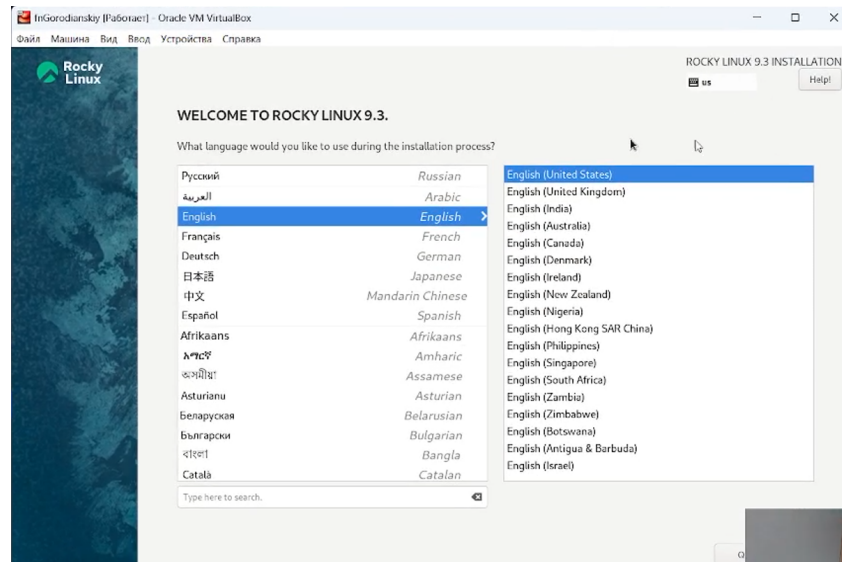 InGorodianskiy [Работает] - Oracle VM VirtualBox
Файл Машина Вид Ввод Устройства Справка
Rocky
Linux
ROCKY LINUX 9.3 INSTALLATION
us
Help!
WELCOME TO ROCKY LINUX 9.3.
What language would you like to use during the installation process?
Русский Russian
العربية Arabic
English English
Français French
Deutsch German
日本語 Japanese
中文 Mandarin Chinese
Español Spanish
Afrikaans Afrikaans
አማርኛ Amharic
অসমীয়া Assamese
Asturianu Asturian
Беларуская Belarusian
Български Bulgarian
বাংলা Bangla
Català Catalan
Type here to search.
English (United States)
English (United Kingdom)
English (India)
English (Australia)
English (Canada)
English (Denmark)
English (Ireland)
English (New Zealand)
English (Nigeria)
English (Hong Kong SAR China)
English (Philippines)
English (Singapore)
English (South Africa)
English (Zambia)
English (Zimbabwe)
English (Botswana)
English (Antigua & Barbuda)
English (Israel)